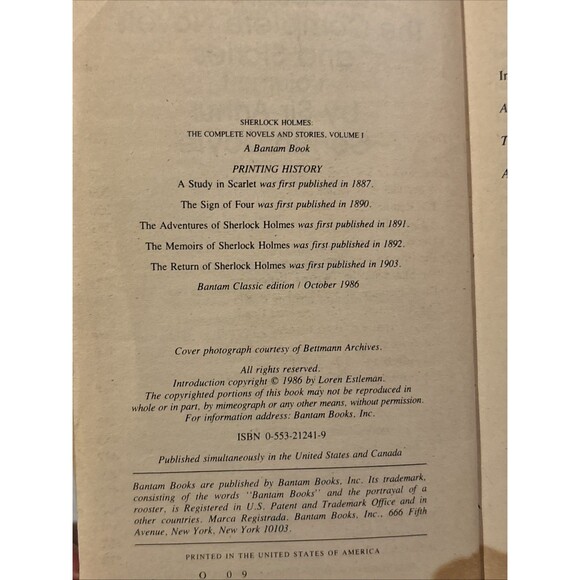 SHERLOCK HOLMES:
THE COMPLETE NOVELS AND STORIES, VOLUME I
A Bantam Book
PRINTING HISTORY
A Study in Scarlet was first published in 1887.
The Sign of Four was first published in 1890.
The Adventures of Sherlock Holmes was first published in 1891.
The Memoirs of Sherlock Holmes was first published in 1892.
The Return of Sherlock Holmes was first published in 1903.
Bantam Classic edition / October 1986
Cover photograph courtesy of Bettmann Archives.
All rights reserved.
Introduction copyright © 1986 by Loren Estleman.
The copyrighted portions of this book may not be reproduced in
whole or in part, by mimeograph or any other means, without permission.
For information address: Bantam Books, Inc.
ISBN 0-553-21241-9
Published simultaneously in the United States and Canada
Bantam Books are published by Bantam Books, Inc. Its trademark,
consisting of the words "Bantam Books" and the portrayal of a
rooster, is Registered in U.S. Patent and Trademark Office and in
other countries. Marca Registrada. Bantam Books, Inc., 666 Fifth
Avenue, New York, New York 10103.
PRINTED IN THE UNITED STATES OF AMERICA
O 0 9